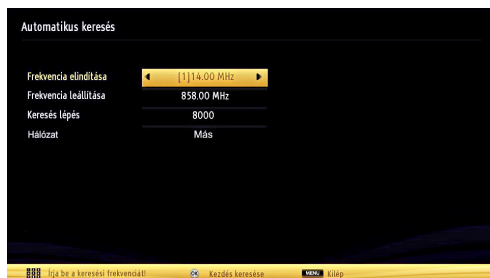 Automatikus keresés
Frekvencia elindítása [1]14.00 MHz
Frekvencia leállítása 858.00 MHz
Keresés lépés 8000
Hálózat Más
Írja be a keresési frekvenciát! OK Kezdés keresése MENU Kilép